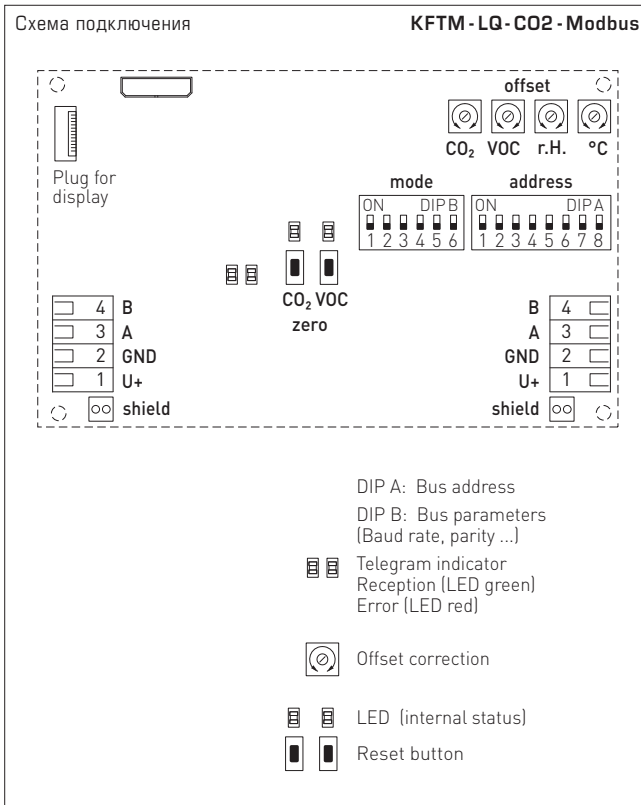 Схема подключения KFTM - LQ - CO2 - Modbus
offset
CO₂ VOC r.H. °C
Plug for
display
mode address
ON DIP B ON DIP A
1 2 3 4 5 6 1 2 3 4 5 6 7 8
CO₂ VOC
zero
4 B
3 A
2 GND
1 U+
shield
B 4
A 3
GND 2
U+ 1
shield
DIP A: Bus address
DIP B: Bus parameters
(Baud rate, parity ...)
Telegram indicator
Reception (LED green)
Error (LED red)
Offset correction
LED (internal status)
Reset button